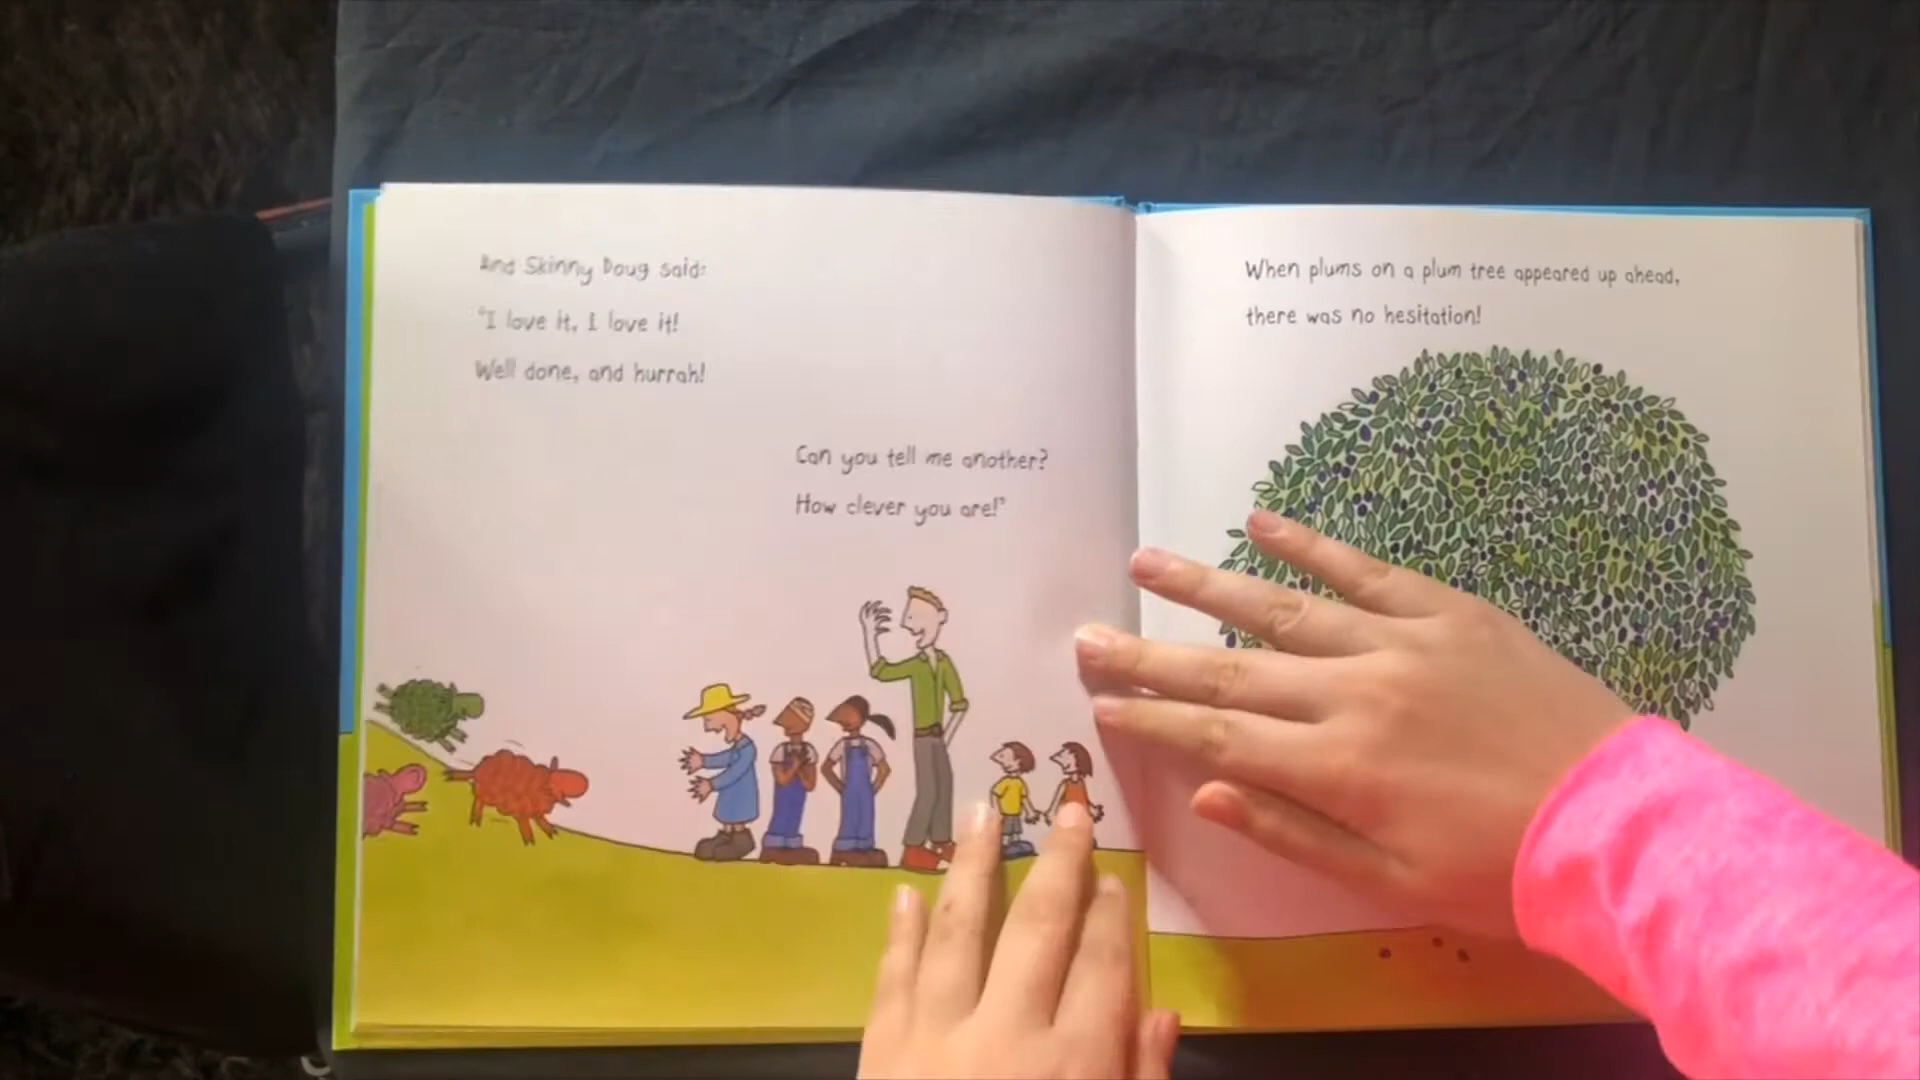 And Skinny Doug said:
"I love it, I love it!
Well done, and hurrah!
Can you tell me another?
How clever you are!"
When plums on a plum tree appeared up ahead,
there was no hesitation!